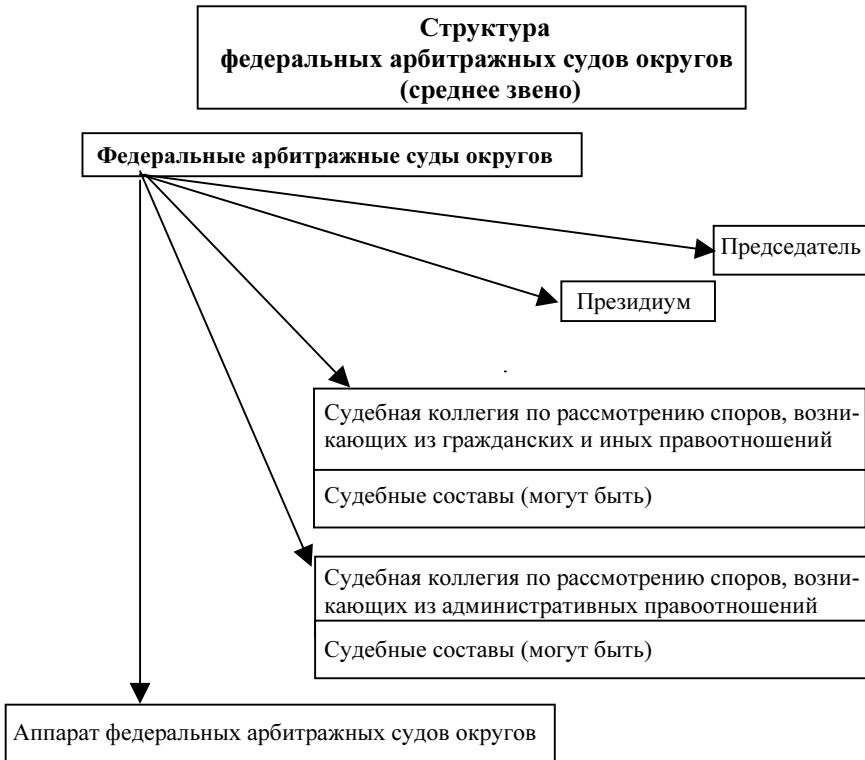 Структура
федеральных арбитражных судов округов
(среднее звено)
Федеральные арбитражные суды округов
Председатель
Президиум
Судебная коллегия по рассмотрению споров, возни-
кающих из гражданских и иных правоотношений
Судебные составы (могут быть)
Судебная коллегия по рассмотрению споров, возни-
кающих из административных правоотношений
Судебные составы (могут быть)
Аппарат федеральных арбитражных судов округов